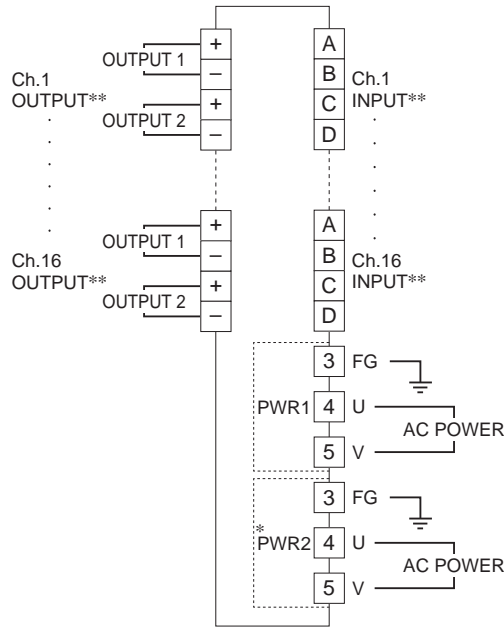 + A
OUTPUT 1
– B
Ch.1
OUTPUT**
Ch.1
INPUT**
+ C
OUTPUT 2
– D
+ A
OUTPUT 1
– B
Ch.16
OUTPUT**
Ch.16
INPUT**
+ C
OUTPUT 2
– D
3 FG
PWR1 4 U
AC POWER
5 V
3 FG
*
PWR2 4 U
AC POWER
5 V